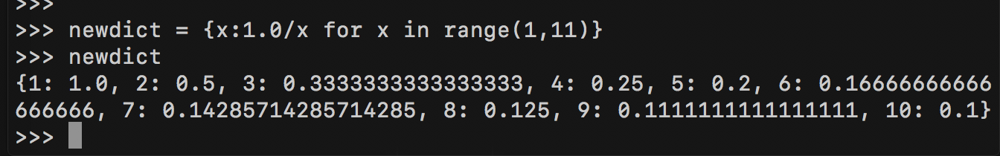 >>>
>>> newdict = {x:1.0/x for x in range(1,11)}
>>> newdict
{1: 1.0, 2: 0.5, 3: 0.3333333333333333, 4: 0.25, 5: 0.2, 6: 0.16666666666
666666, 7: 0.14285714285714285, 8: 0.125, 9: 0.1111111111111111, 10: 0.1}
>>>